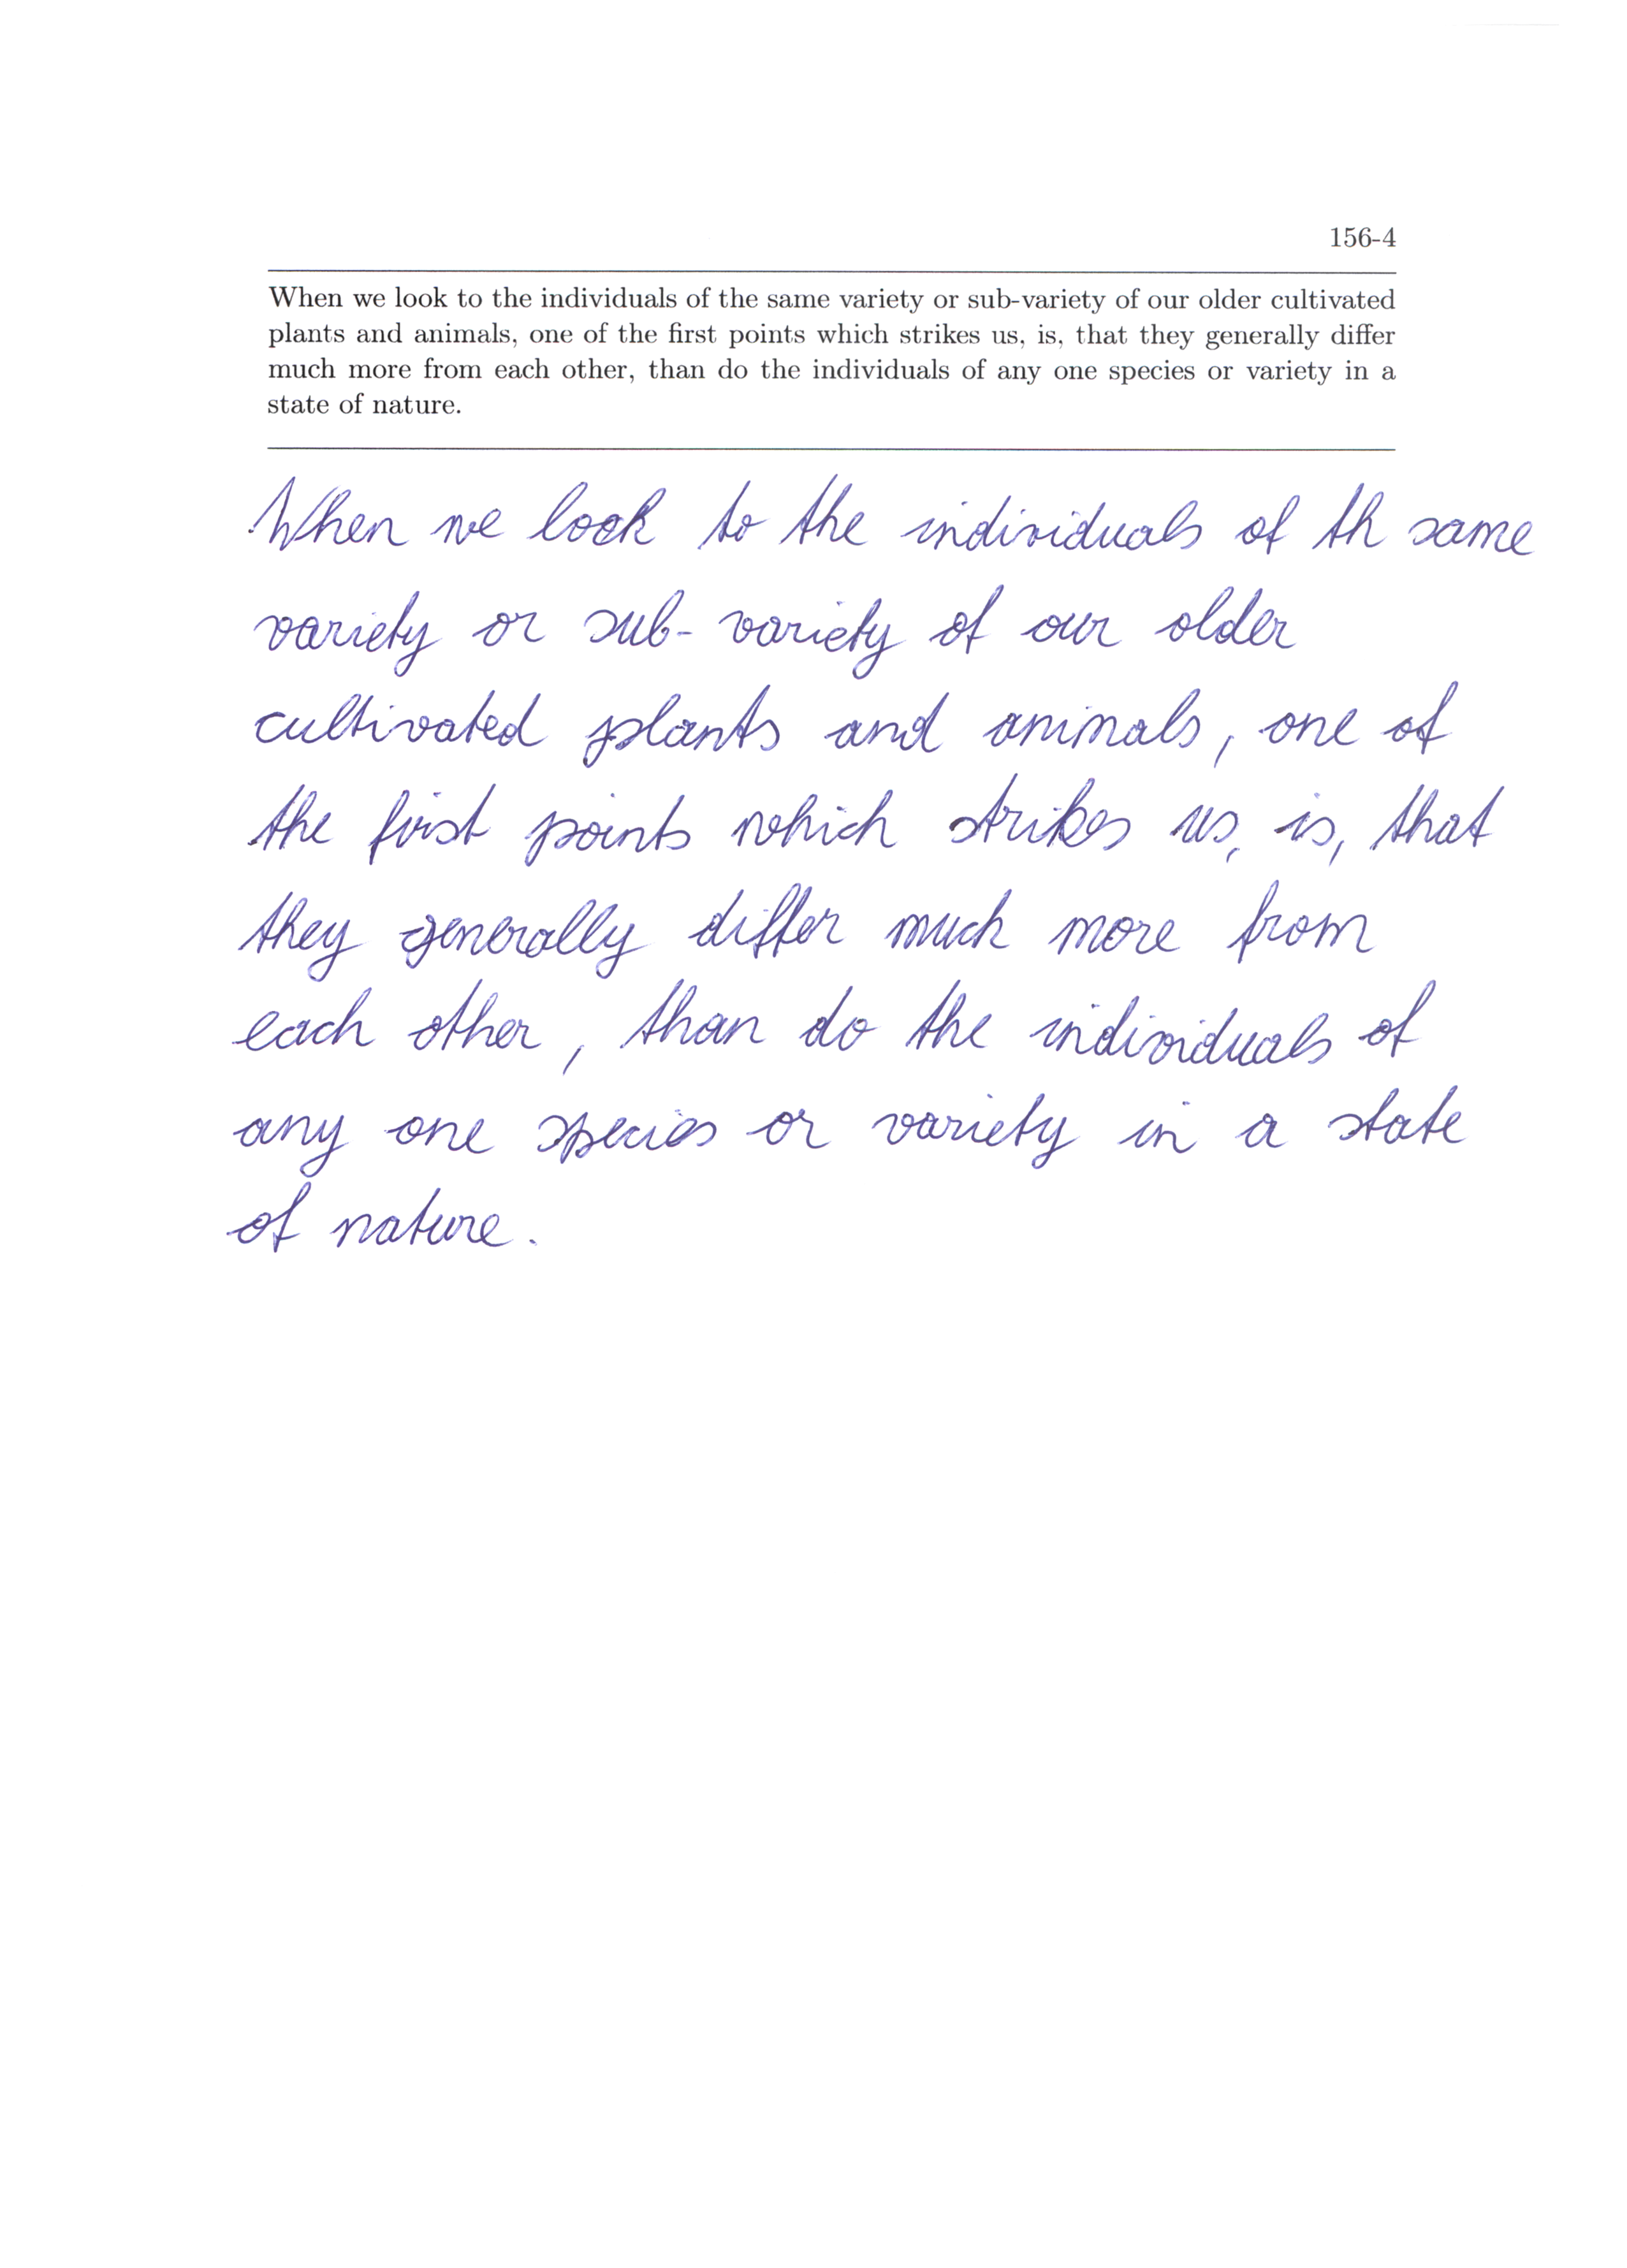 156-4
When we look to the individuals of the same variety or sub-variety of our older cultivated
plants and animals, one of the first points which strikes us, is, that they generally differ
much more from each other, than do the individuals of any one species or variety in a
state of nature.
When we look to the individuals of th same
variety or sub-variety of our older
cultivated plants and animals, one of
the first points which strikes us, is, that
they generally differ much more from
each other, than do the individuals of
any one species or variety in a state
of nature.